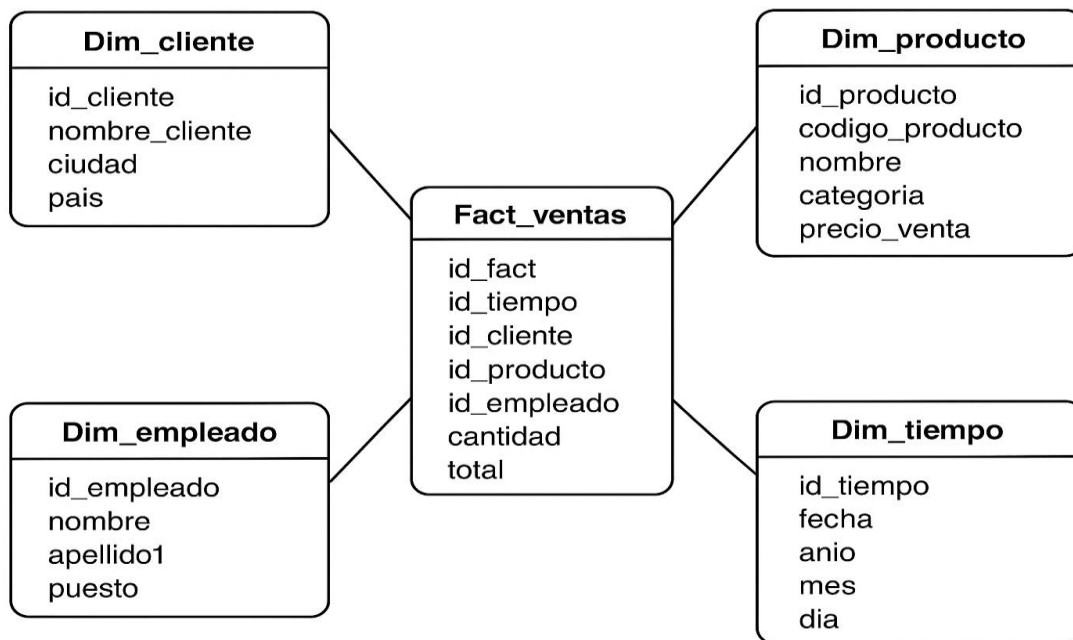 Dim_cliente
id_cliente
nombre_cliente
ciudad
pais
Dim_producto
id_producto
codigo_producto
nombre
categoria
precio_venta
Fact_ventas
id_fact
id_tiempo
id_cliente
id_producto
id_empleado
cantidad
total
Dim_empleado
id_empleado
nombre
apellido1
puesto
Dim_tiempo
id_tiempo
fecha
anio
mes
dia